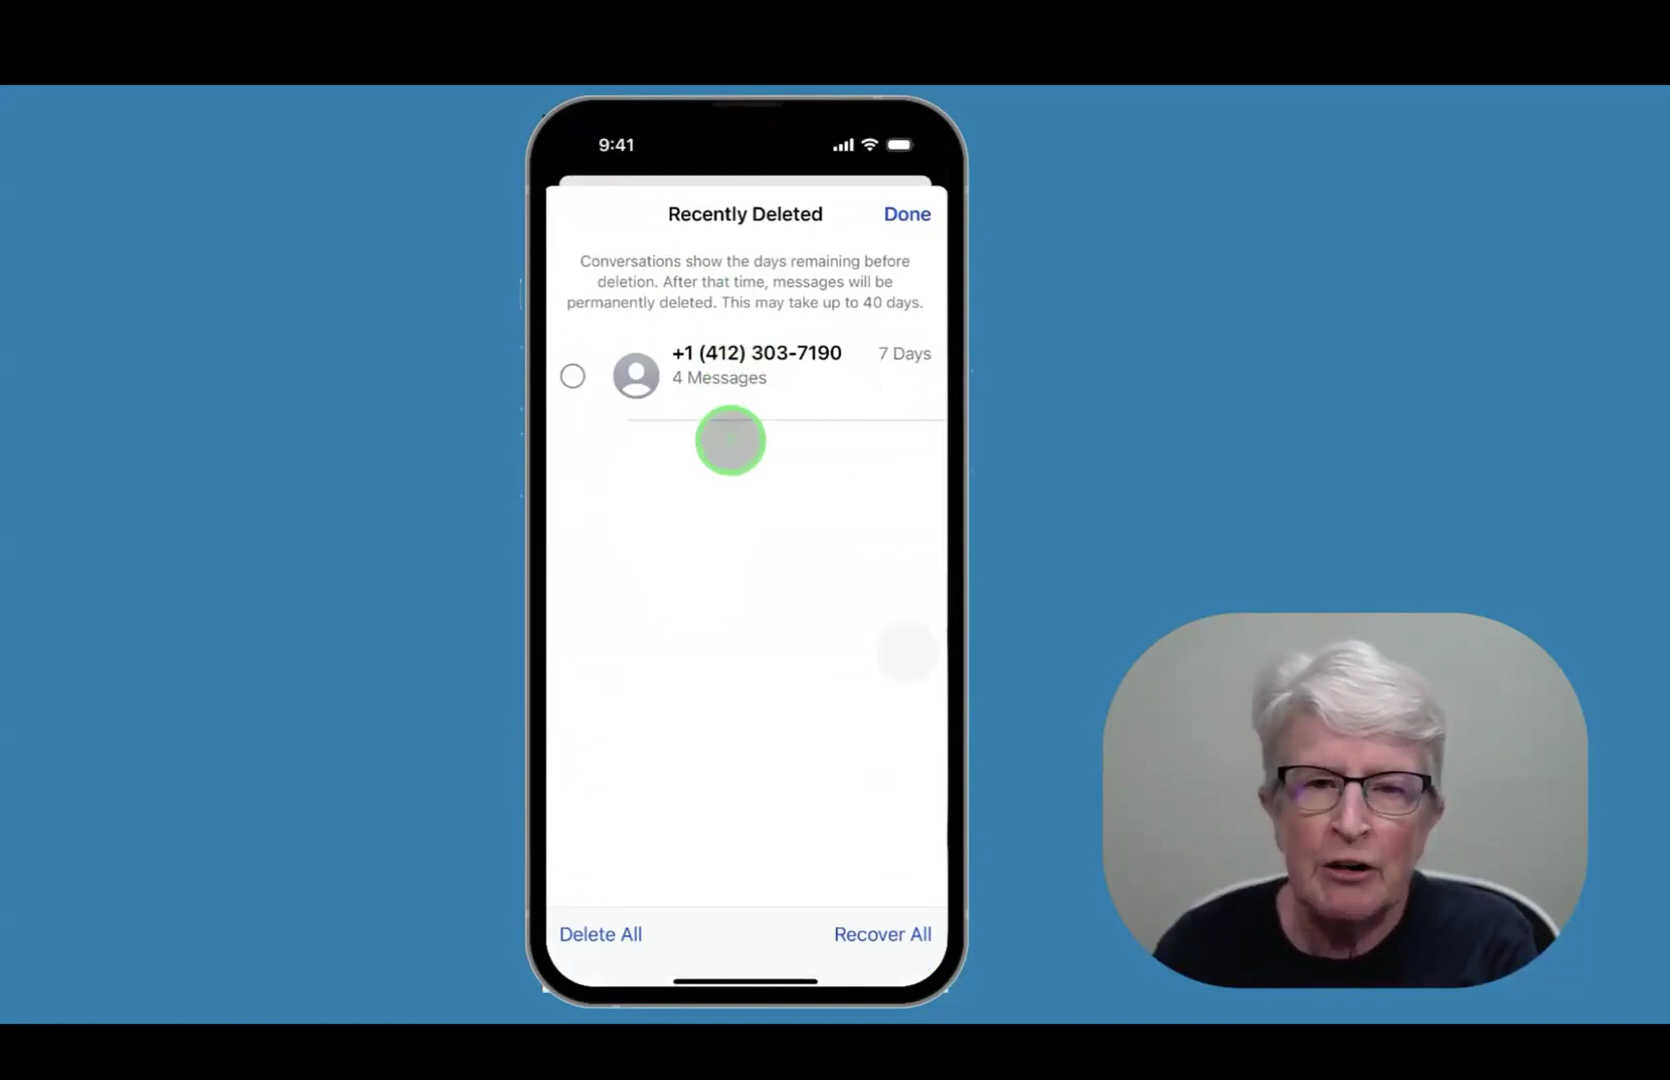 9:41
Recently Deleted
Done
Conversations show the days remaining before
deletion. After that time, messages will be
permanently deleted. This may take up to 40 days.
+1 (412) 303-7190
7 Days
4 Messages
Delete All
Recover All